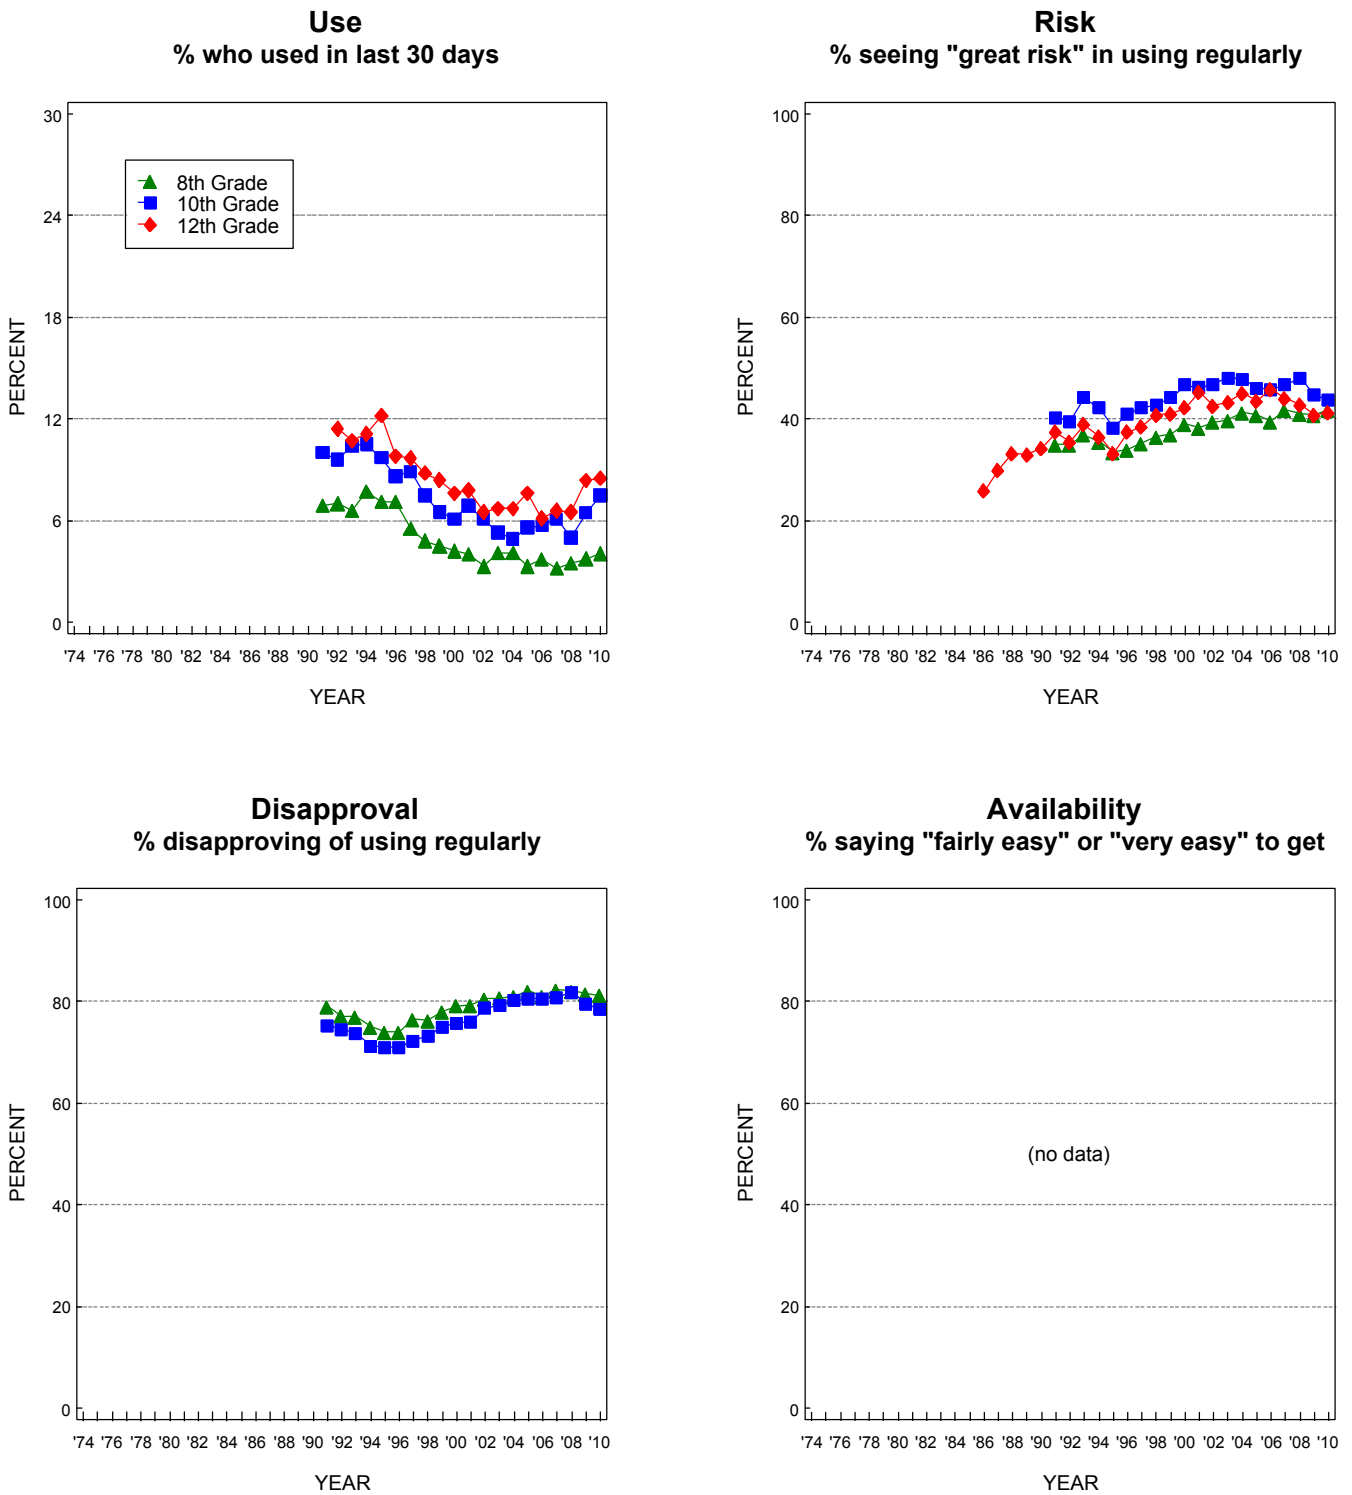 Use
% who used in last 30 days
30
24
18
12
6
0
PERCENT
8th Grade
10th Grade
12th Grade
'74 '76 '78 '80 '82 '84 '86 '88 '90 '92 '94 '96 '98 '00 '02 '04 '06 '08 '10
YEAR
Risk
% seeing "great risk" in using regularly
100
80
60
40
20
0
PERCENT
'74 '76 '78 '80 '82 '84 '86 '88 '90 '92 '94 '96 '98 '00 '02 '04 '06 '08 '10
YEAR
Disapproval
% disapproving of using regularly
100
80
60
40
20
0
PERCENT
'74 '76 '78 '80 '82 '84 '86 '88 '90 '92 '94 '96 '98 '00 '02 '04 '06 '08 '10
YEAR
Availability
% saying "fairly easy" or "very easy" to get
100
80
60
40
20
0
PERCENT
(no data)
'74 '76 '78 '80 '82 '84 '86 '88 '90 '92 '94 '96 '98 '00 '02 '04 '06 '08 '10
YEAR